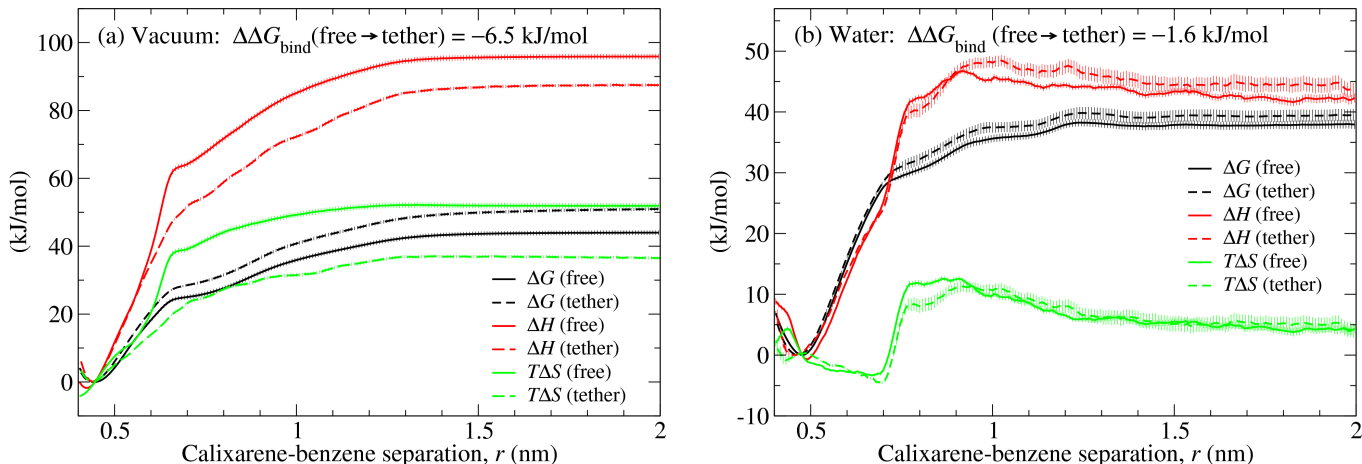 (a) Vacuum: ΔΔG_bind(free→tether) = −6.5 kJ/mol
100
80
60
40
20
0
(kJ/mol)
ΔG (free)
ΔG (tether)
ΔH (free)
ΔH (tether)
TΔS (free)
TΔS (tether)
0.5
1
1.5
2
Calixarene-benzene separation, r (nm)
(b) Water: ΔΔG_bind (free→tether) = −1.6 kJ/mol
50
40
30
20
10
0
-10
(kJ/mol)
ΔG (free)
ΔG (tether)
ΔH (free)
ΔH (tether)
TΔS (free)
TΔS (tether)
0.5
1
1.5
2
Calixarene-benzene separation, r (nm)